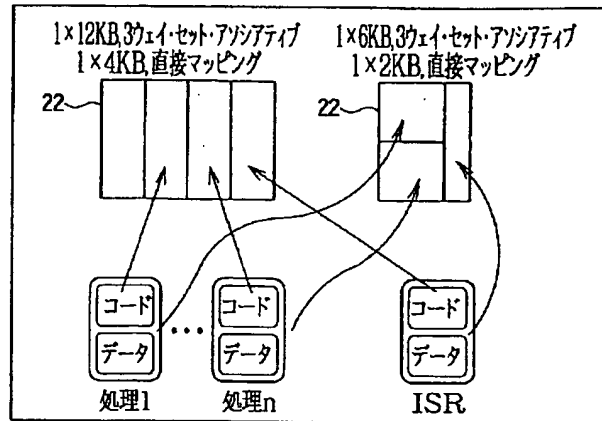 1×12KB,3ウェイ・セット・アソシアティブ
1×4KB,直接マッピング
1×6KB,3ウェイ・セット・アソシアティブ
1×2KB,直接マッピング
22
22
コード
データ
処理1
•••
コード
データ
処理n
コード
データ
ISR